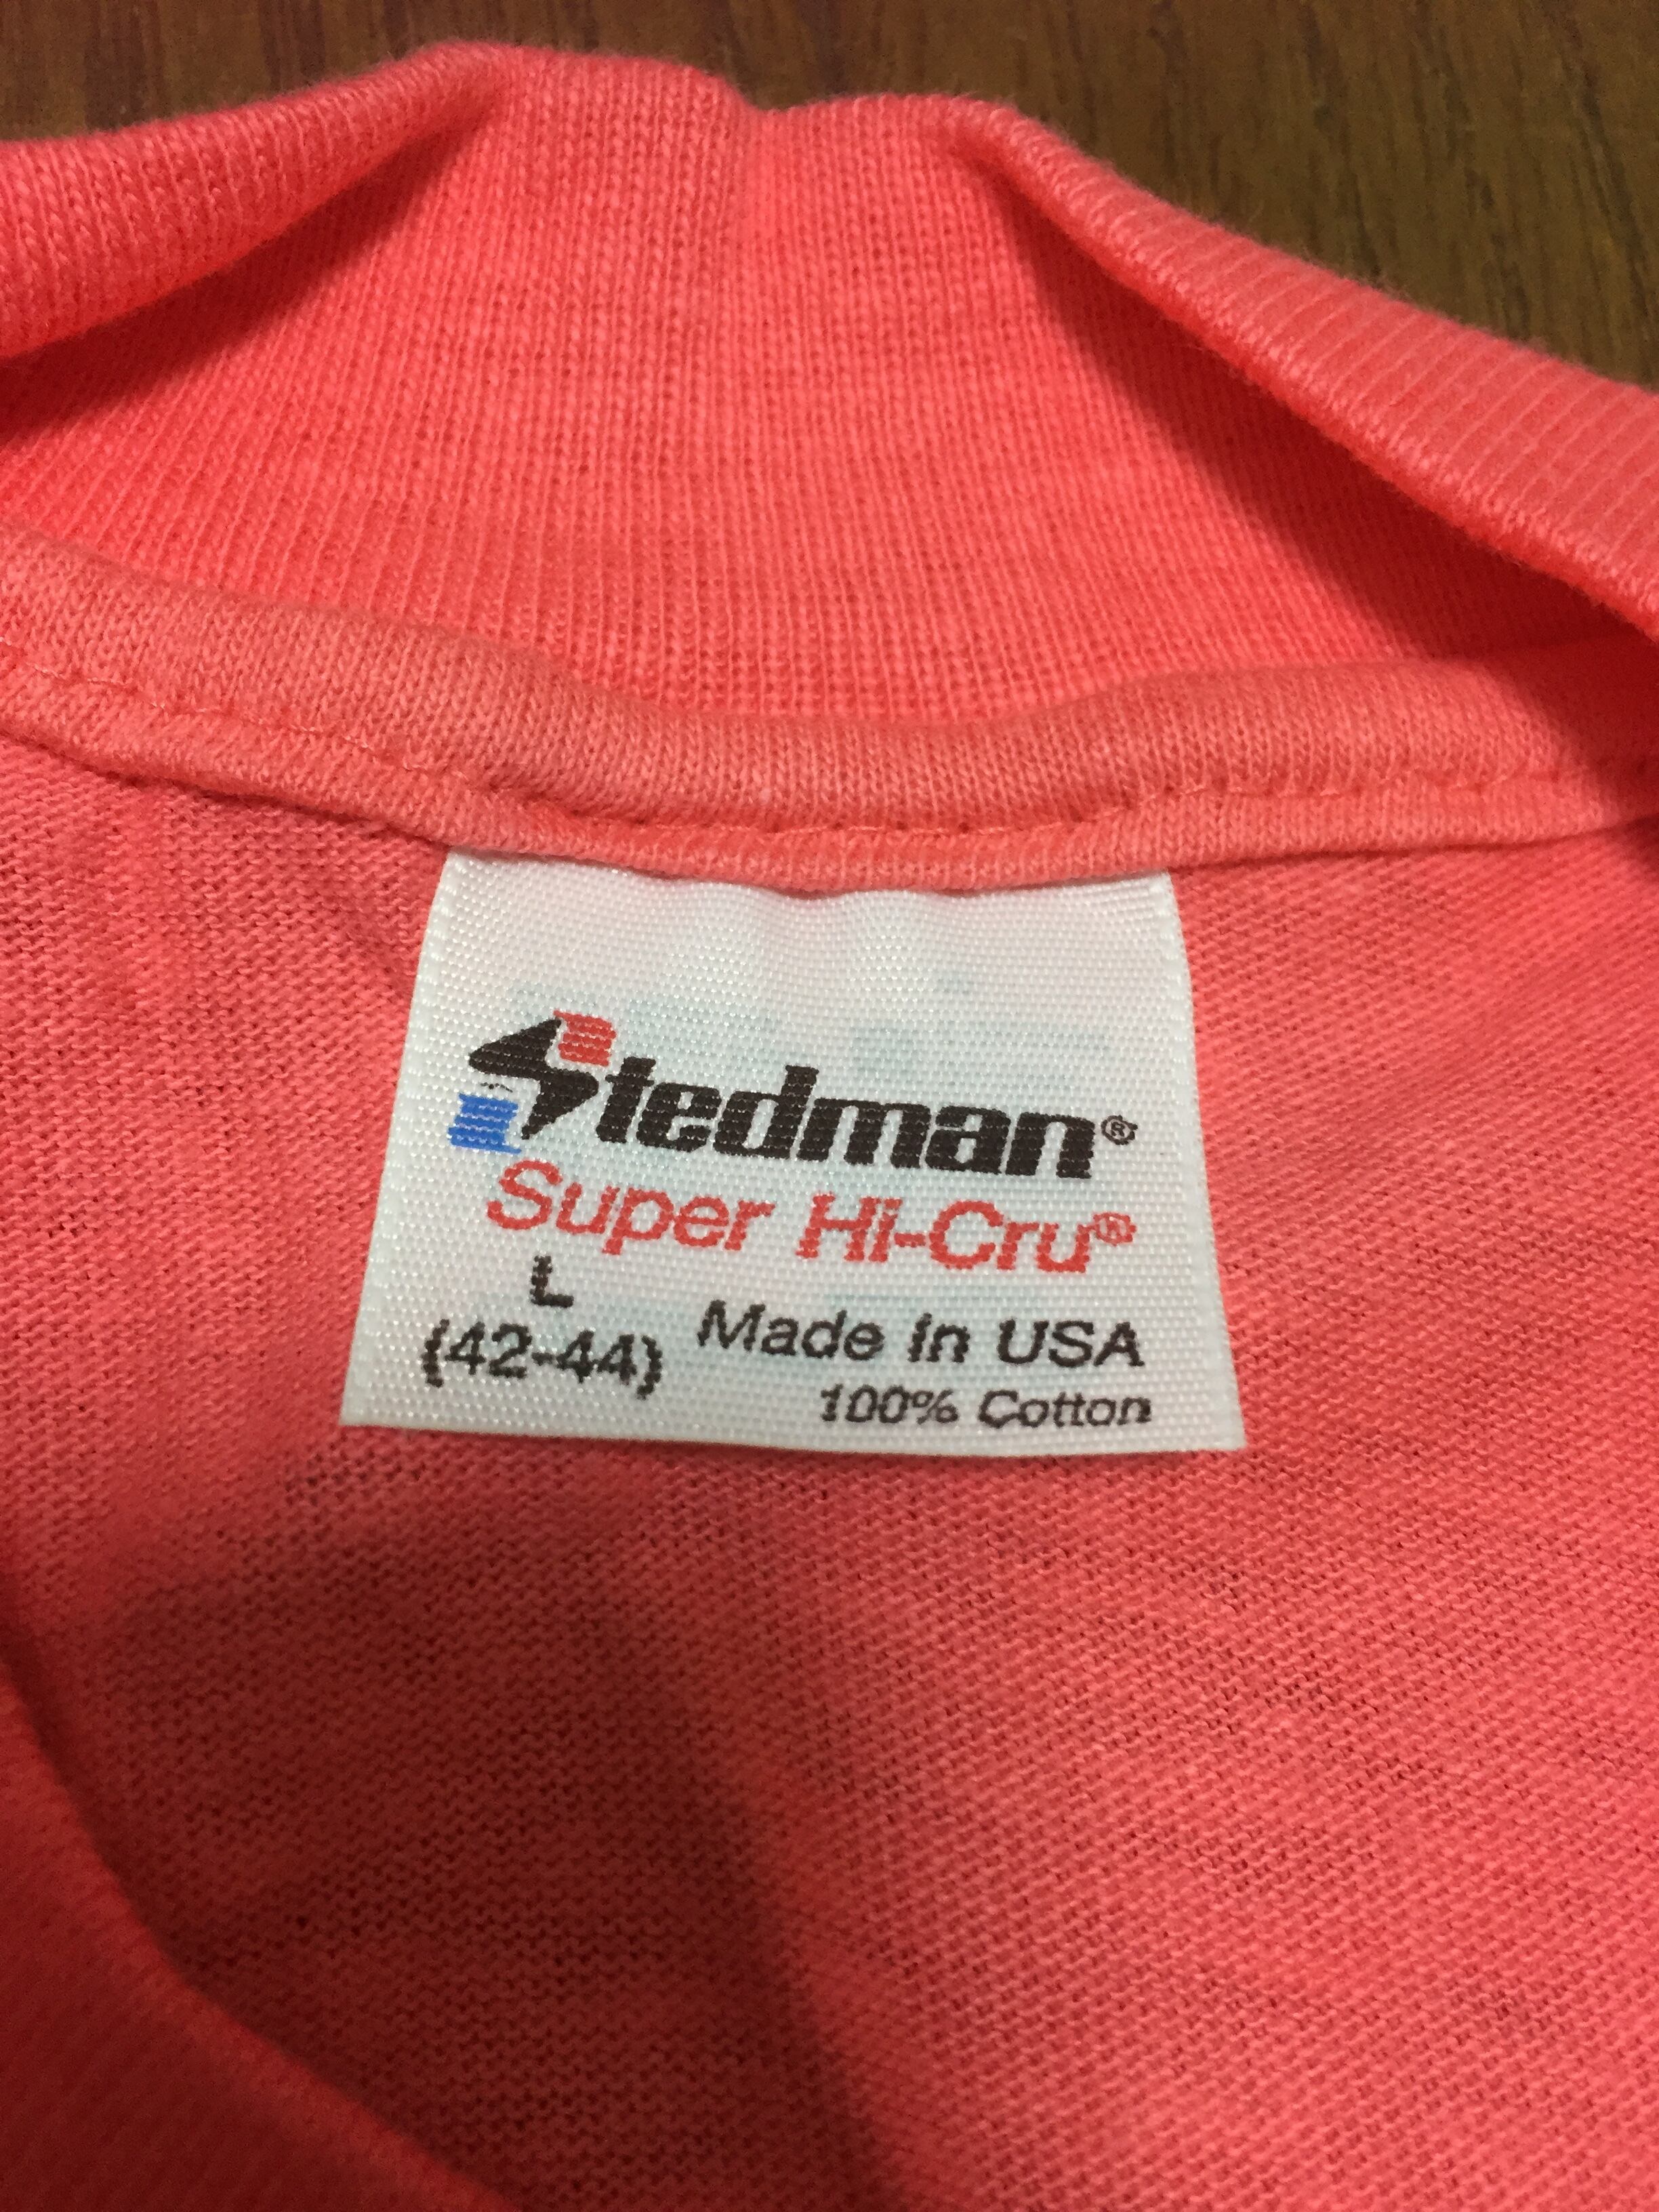 Stedman®
Super Hi-Cru®
L
(42-44)
Made in USA
100% Cotton